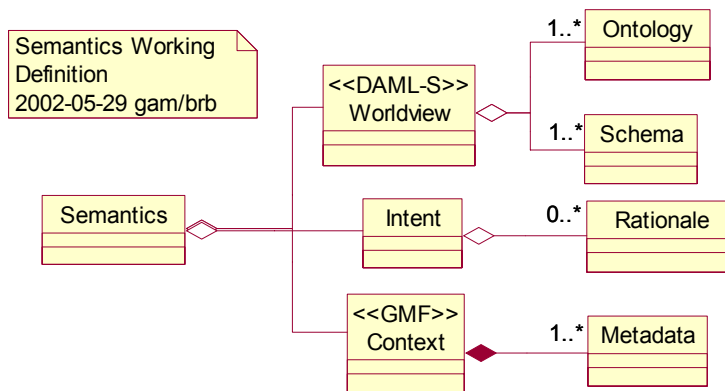 Semantics Working
Definition
2002-05-29 gam/brb
<<DAML-S>>
Worldview
1..*
Ontology
1..*
Schema
Semantics
Intent
0..*
Rationale
<<GMF>>
Context
1..*
Metadata